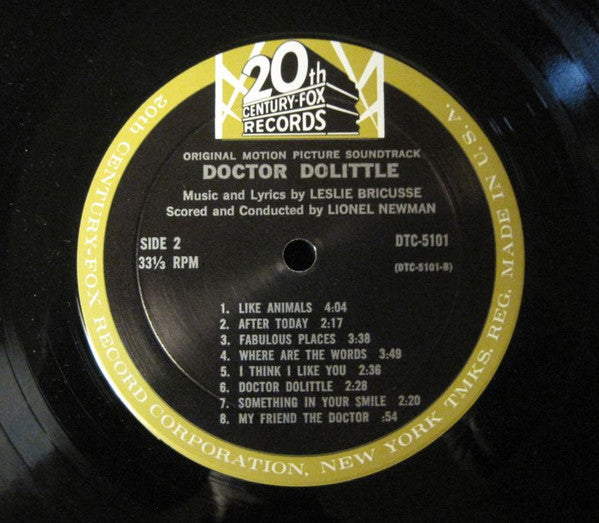 20th
CENTURY-FOX
RECORDS
ORIGINAL MOTION PICTURE SOUNDTRACK
DOCTOR DOLITTLE
Music and Lyrics by LESLIE BRICUSSE
Scored and Conducted by LIONEL NEWMAN
SIDE 2
33⅓ RPM
DTC-5101
(DTC-5101-B)
1. LIKE ANIMALS 4:04
2. AFTER TODAY 2:17
3. FABULOUS PLACES 3:38
4. WHERE ARE THE WORDS 3:49
5. I THINK I LIKE YOU 2:36
6. DOCTOR DOLITTLE 2:28
7. SOMETHING IN YOUR SMILE 2:20
8. MY FRIEND THE DOCTOR :54
20th CENTURY-FOX RECORD CORPORATION, NEW YORK TMKS. REG. MADE IN U.S.A.